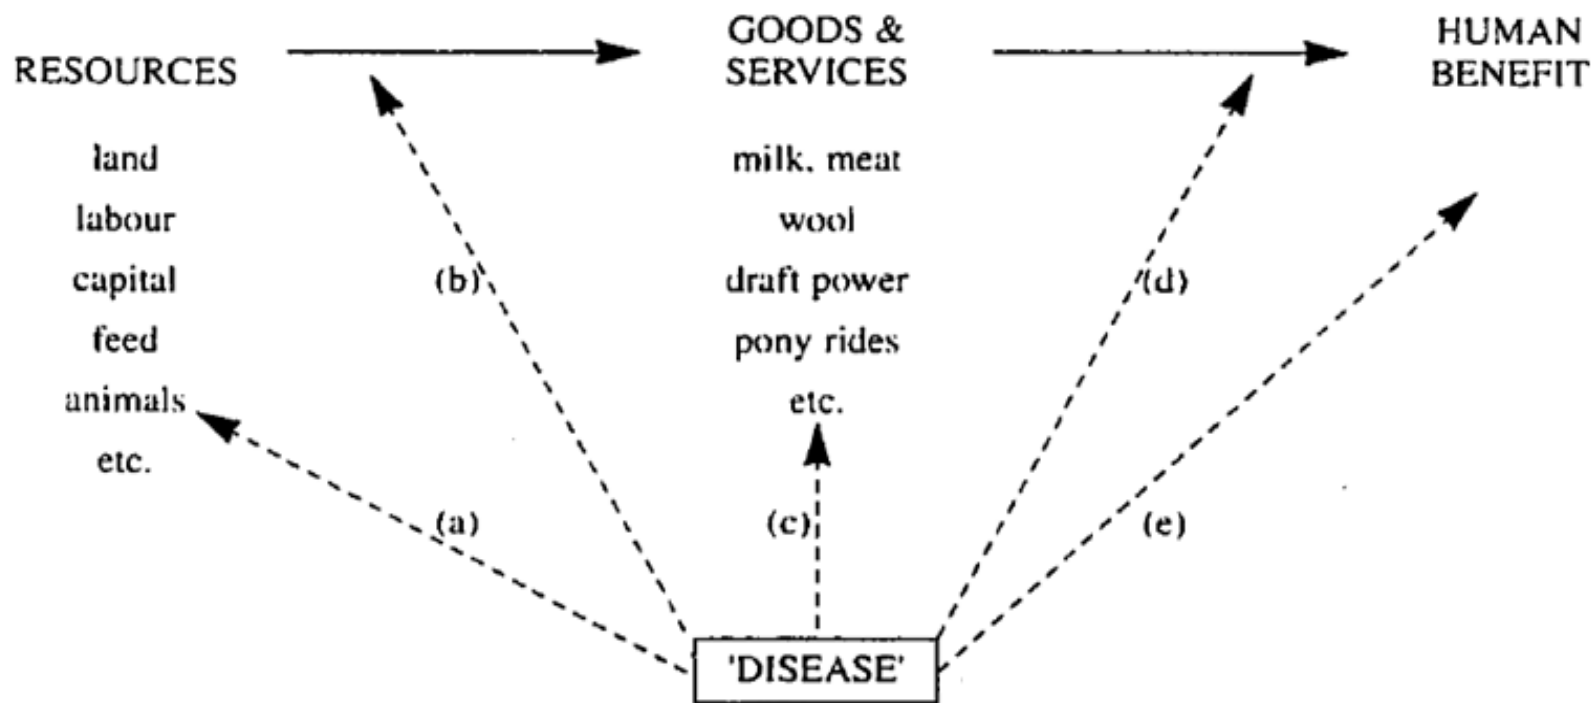 RESOURCES
land
labour
capital
feed
animals
etc.
GOODS &
SERVICES
milk, meat
wool
draft power
pony rides
etc.
HUMAN
BENEFIT
(a)
(b)
(c)
(d)
(e)
'DISEASE'